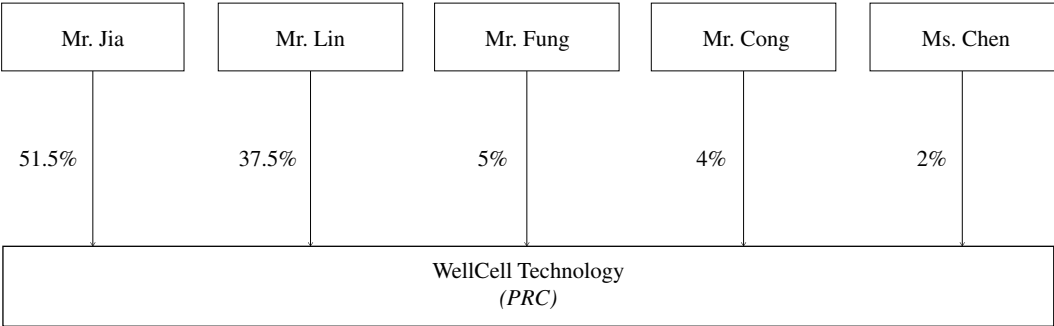 Mr. Jia
Mr. Lin
Mr. Fung
Mr. Cong
Ms. Chen
51.5%
37.5%
5%
4%
2%
WellCell Technology
(PRC)